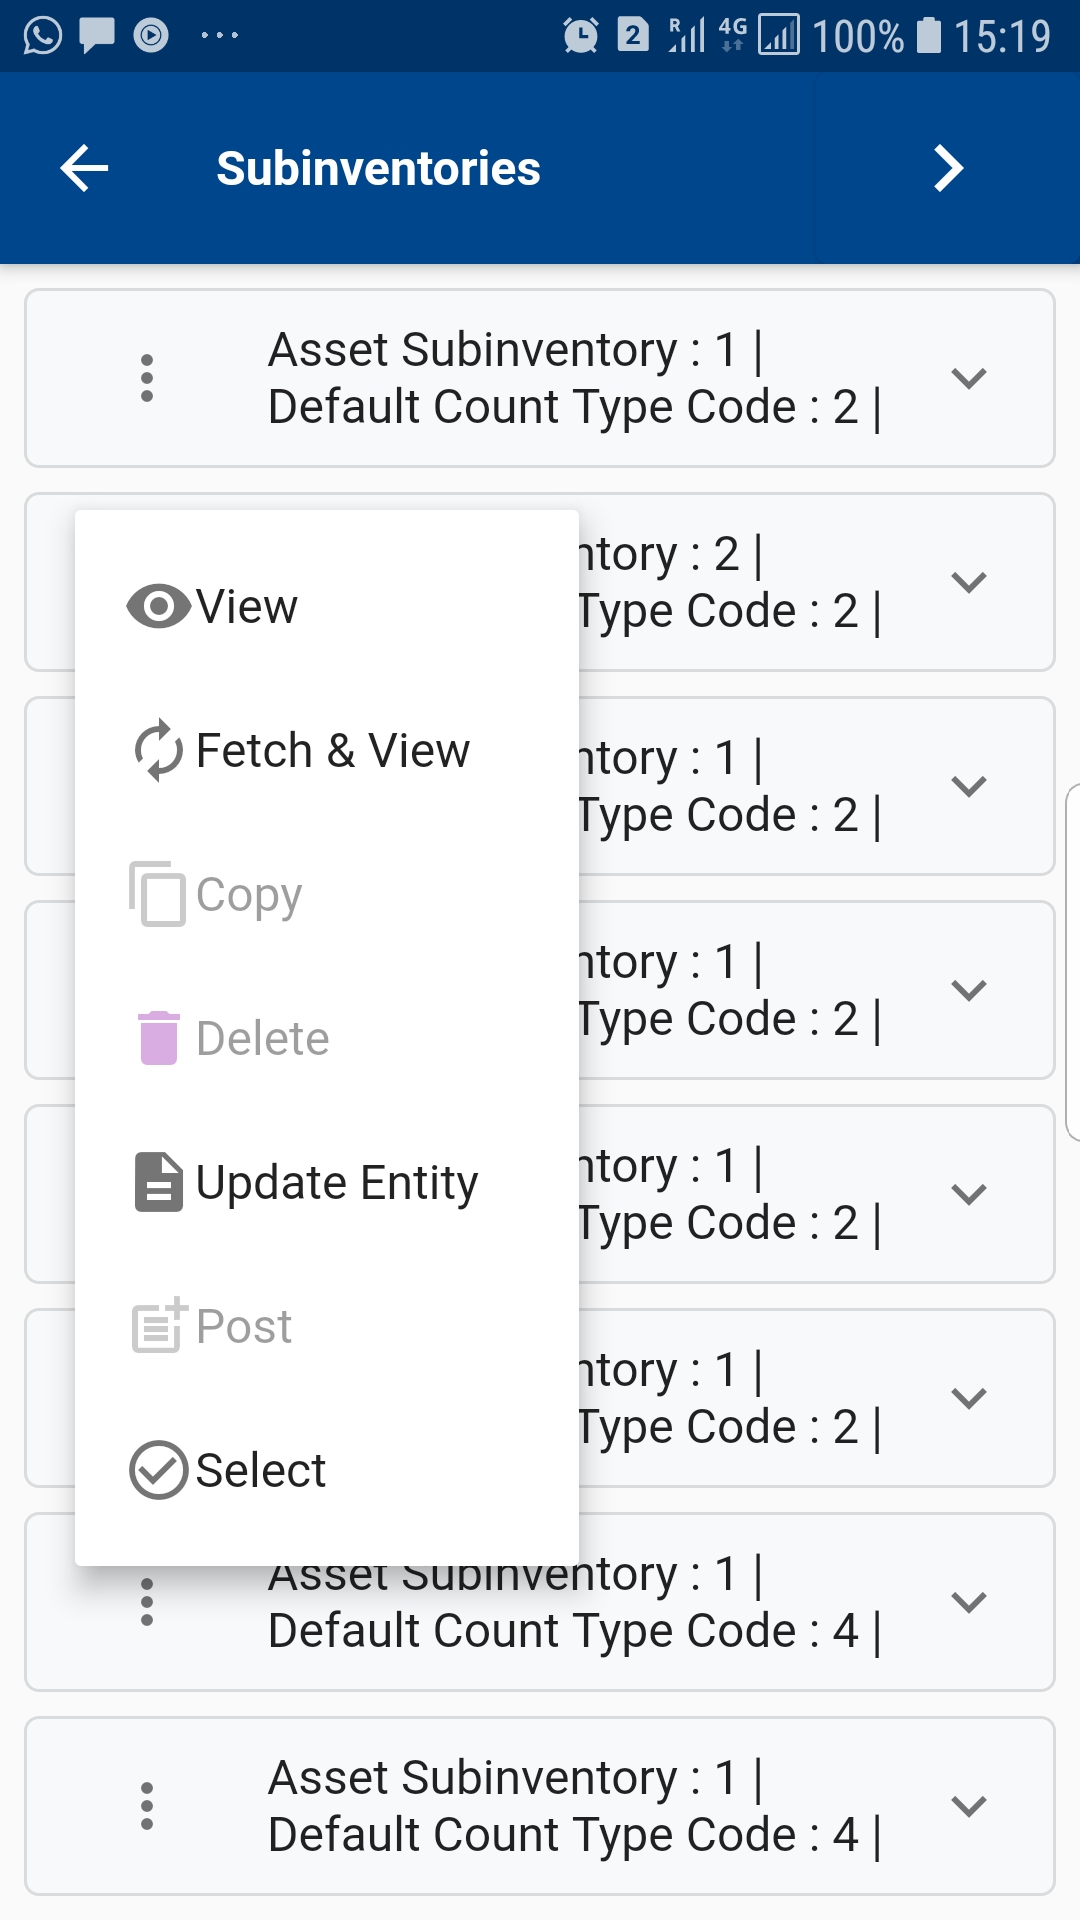 2 R 4G 100% 15:19
Subinventories
Asset Subinventory : 1 |
Default Count Type Code : 2 |
ntory : 2 |
Type Code : 2 |
View
Fetch & View
ntory : 1 |
Type Code : 2 |
Copy
ntory : 1 |
Type Code : 2 |
Delete
Update Entity
ntory : 1 |
Type Code : 2 |
Post
ntory : 1 |
Type Code : 2 |
Select
Asset Subinventory : 1 |
Default Count Type Code : 4 |
Asset Subinventory : 1 |
Default Count Type Code : 4 |